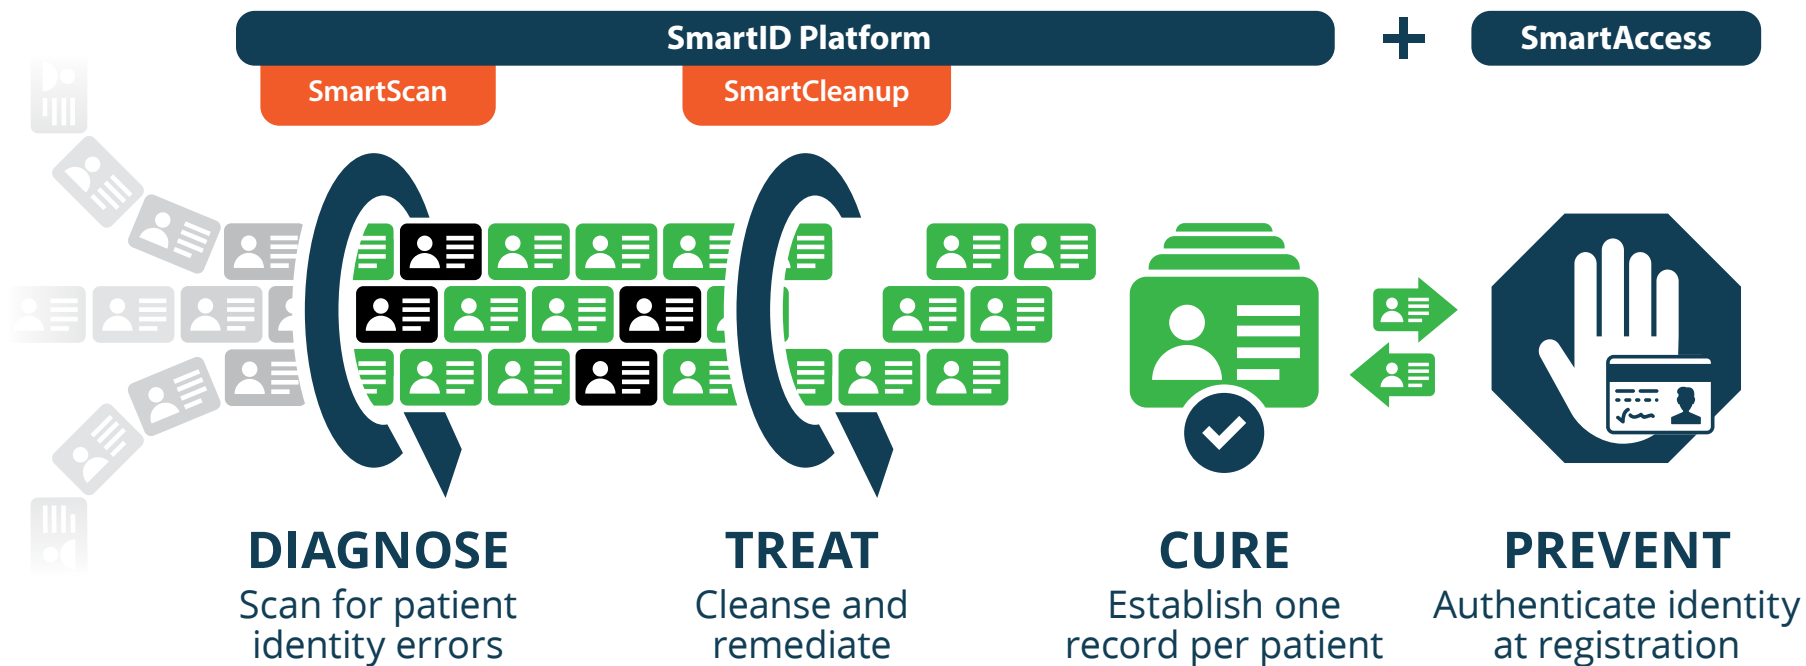 SmartID Platform
SmartAccess
SmartScan
SmartCleanup
DIAGNOSE
Scan for patient
identity errors
TREAT
Cleanse and
remediate
CURE
Establish one
record per patient
PREVENT
Authenticate identity
at registration